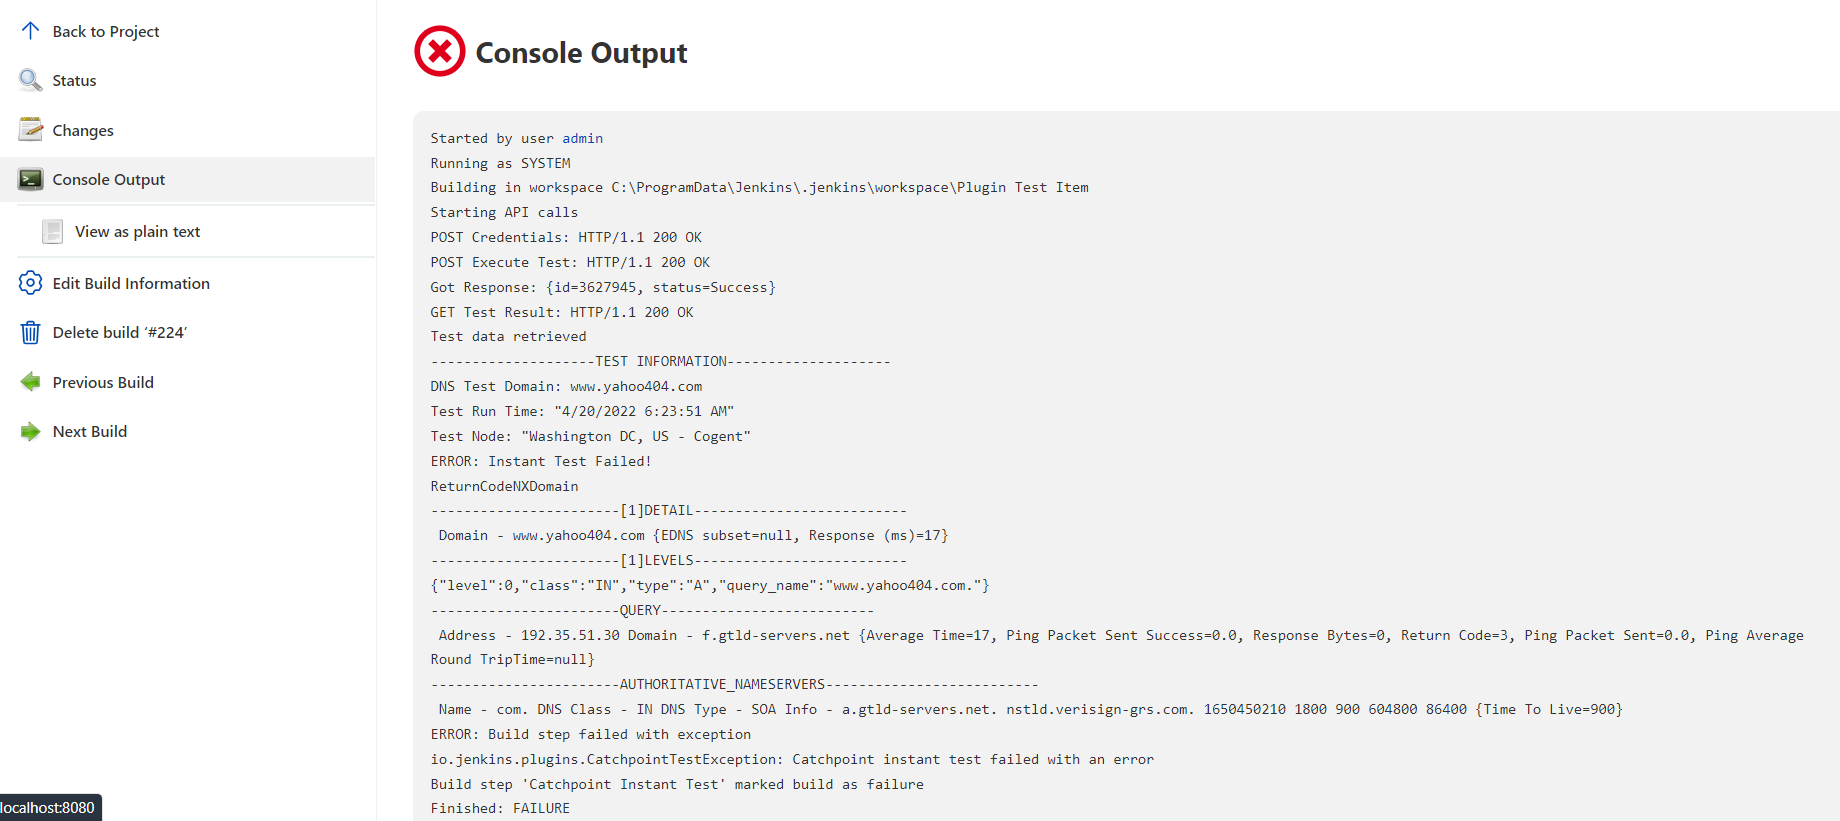 Back to Project
Status
Changes
Console Output
View as plain text
Edit Build Information
Delete build ‘#224’
Previous Build
Next Build
localhost:8080
Console Output
Started by user admin
Running as SYSTEM
Building in workspace C:\ProgramData\Jenkins\.jenkins\workspace\Plugin Test Item
Starting API calls
POST Credentials: HTTP/1.1 200 OK
POST Execute Test: HTTP/1.1 200 OK
Got Response: {id=3627945, status=Success}
GET Test Result: HTTP/1.1 200 OK
Test data retrieved
--------------------TEST INFORMATION--------------------
DNS Test Domain: www.yahoo404.com
Test Run Time: "4/20/2022 6:23:51 AM"
Test Node: "Washington DC, US - Cogent"
ERROR: Instant Test Failed!
ReturnCodeNXDomain
-----------------------[1]DETAIL--------------------------
Domain - www.yahoo404.com {EDNS subset=null, Response (ms)=17}
-----------------------[1]LEVELS--------------------------
{"level":0,"class":"IN","type":"A","query_name":"www.yahoo404.com."}
-----------------------QUERY--------------------------
Address - 192.35.51.30 Domain - f.gtld-servers.net {Average Time=17, Ping Packet Sent Success=0.0, Response Bytes=0, Return Code=3, Ping Packet Sent=0.0, Ping Average
Round TripTime=null}
-----------------------AUTHORITATIVE_NAMESERVERS--------------------------
Name - com. DNS Class - IN DNS Type - SOA Info - a.gtld-servers.net. nstld.verisign-grs.com. 1650450210 1800 900 604800 86400 {Time To Live=900}
ERROR: Build step failed with exception
io.jenkins.plugins.CatchpointTestException: Catchpoint instant test failed with an error
Build step 'Catchpoint Instant Test' marked build as failure
Finished: FAILURE